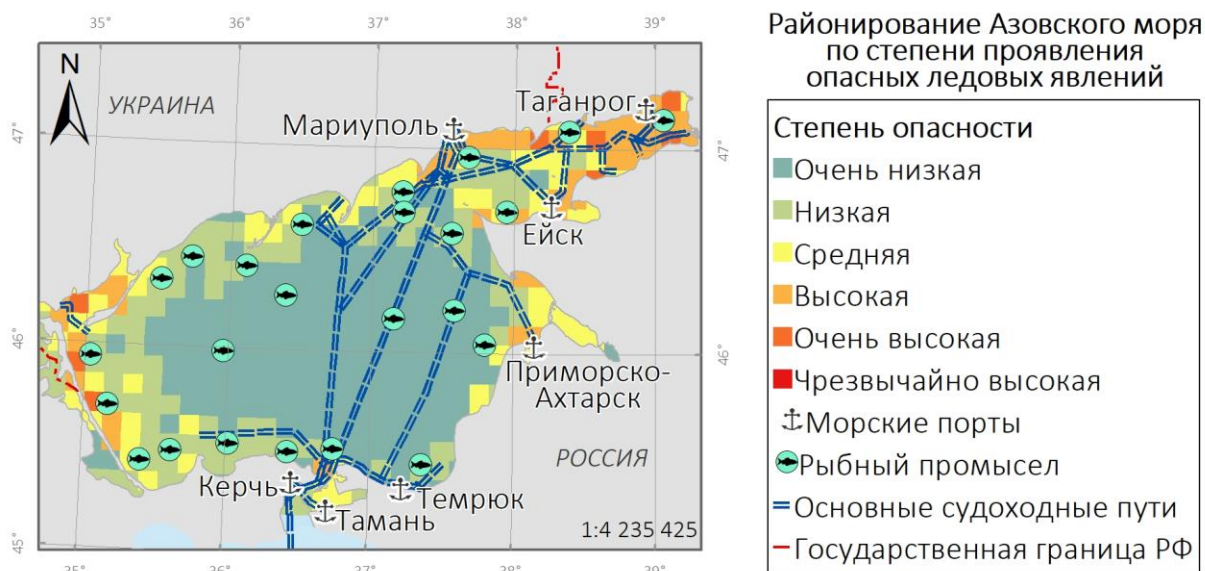 35° 36° 37° 38° 39°
Районирование Азовского моря
по степени проявления
опасных ледовых явлений
N
УКРАИНА
Таганрог
Мариуполь
47°
47°
Ейск
46°
46°
Приморско-
Ахтарск
РОССИЯ
Керчь
Темрюк
Тамань
1:4 235 425
45°
35° 36° 37° 38° 39°
Степень опасности
Очень низкая
Низкая
Средняя
Высокая
Очень высокая
Чрезвычайно высокая
Морские порты
Рыбный промысел
Основные судоходные пути
Государственная граница РФ